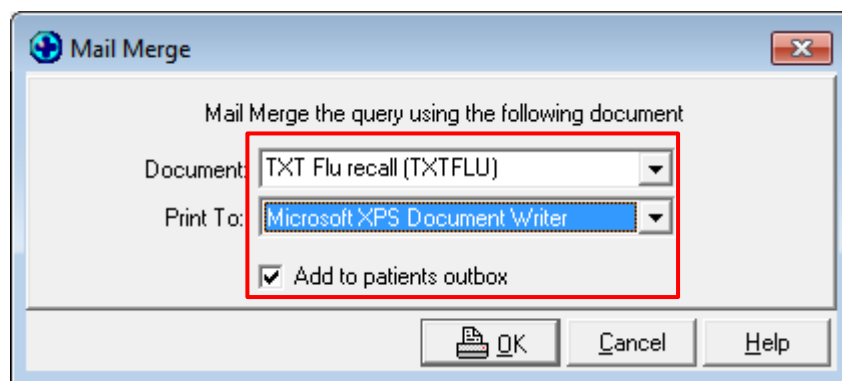 Mail Merge
Mail Merge the query using the following document
Document: TXT Flu recall (TXTFLU)
Print To: Microsoft XPS Document Writer
Add to patients outbox
OK Cancel Help